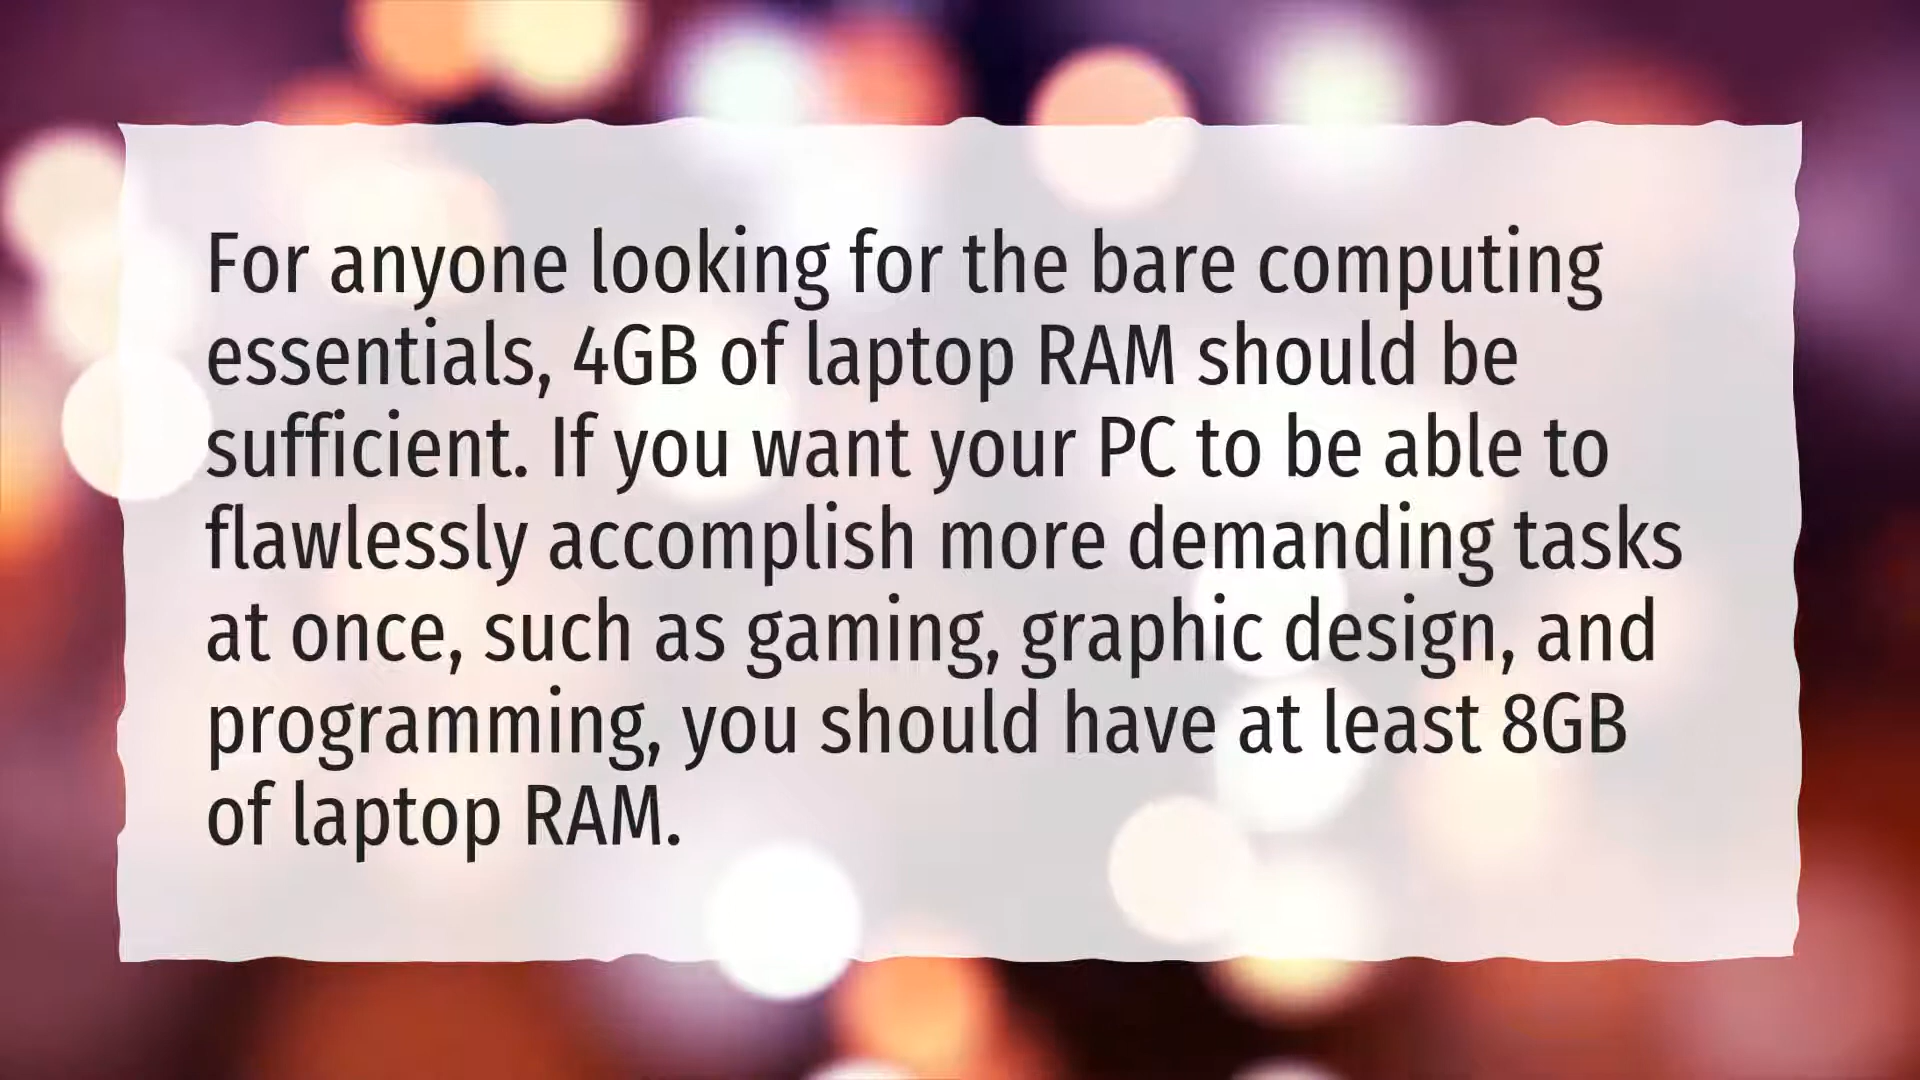 For anyone looking for the bare computing
essentials, 4GB of laptop RAM should be
sufficient. If you want your PC to be able to
flawlessly accomplish more demanding tasks
at once, such as gaming, graphic design, and
programming, you should have at least 8GB
of laptop RAM.